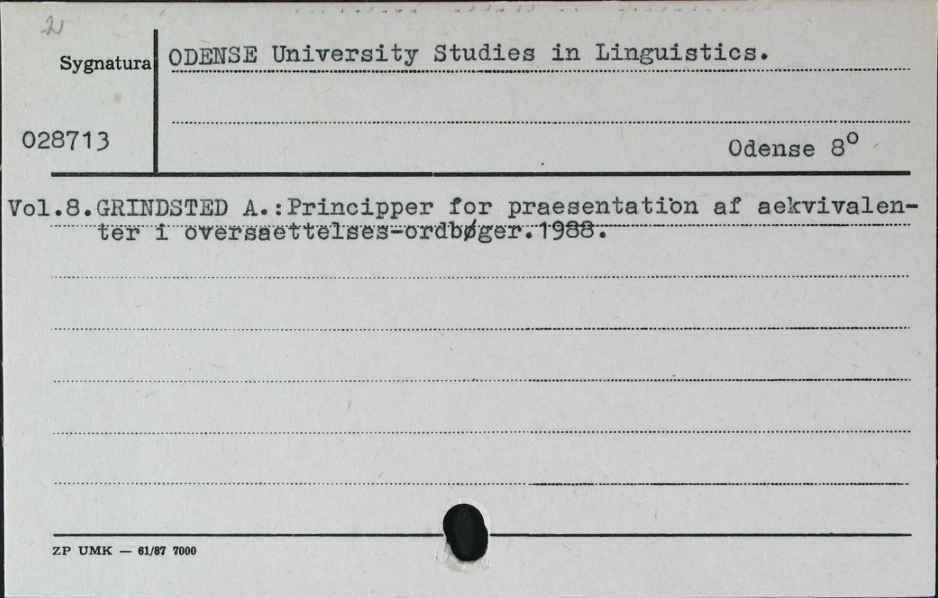 2
Sygnatura
ODENSE University Studies in Linguistics.
028713
Odense 8°
Vol.8.GRINDSTED A.:Principper for praesentation af aekvivalen-
ter i oversaettelses-ordbøger.1988.
ZP UMK — 61/87 7000